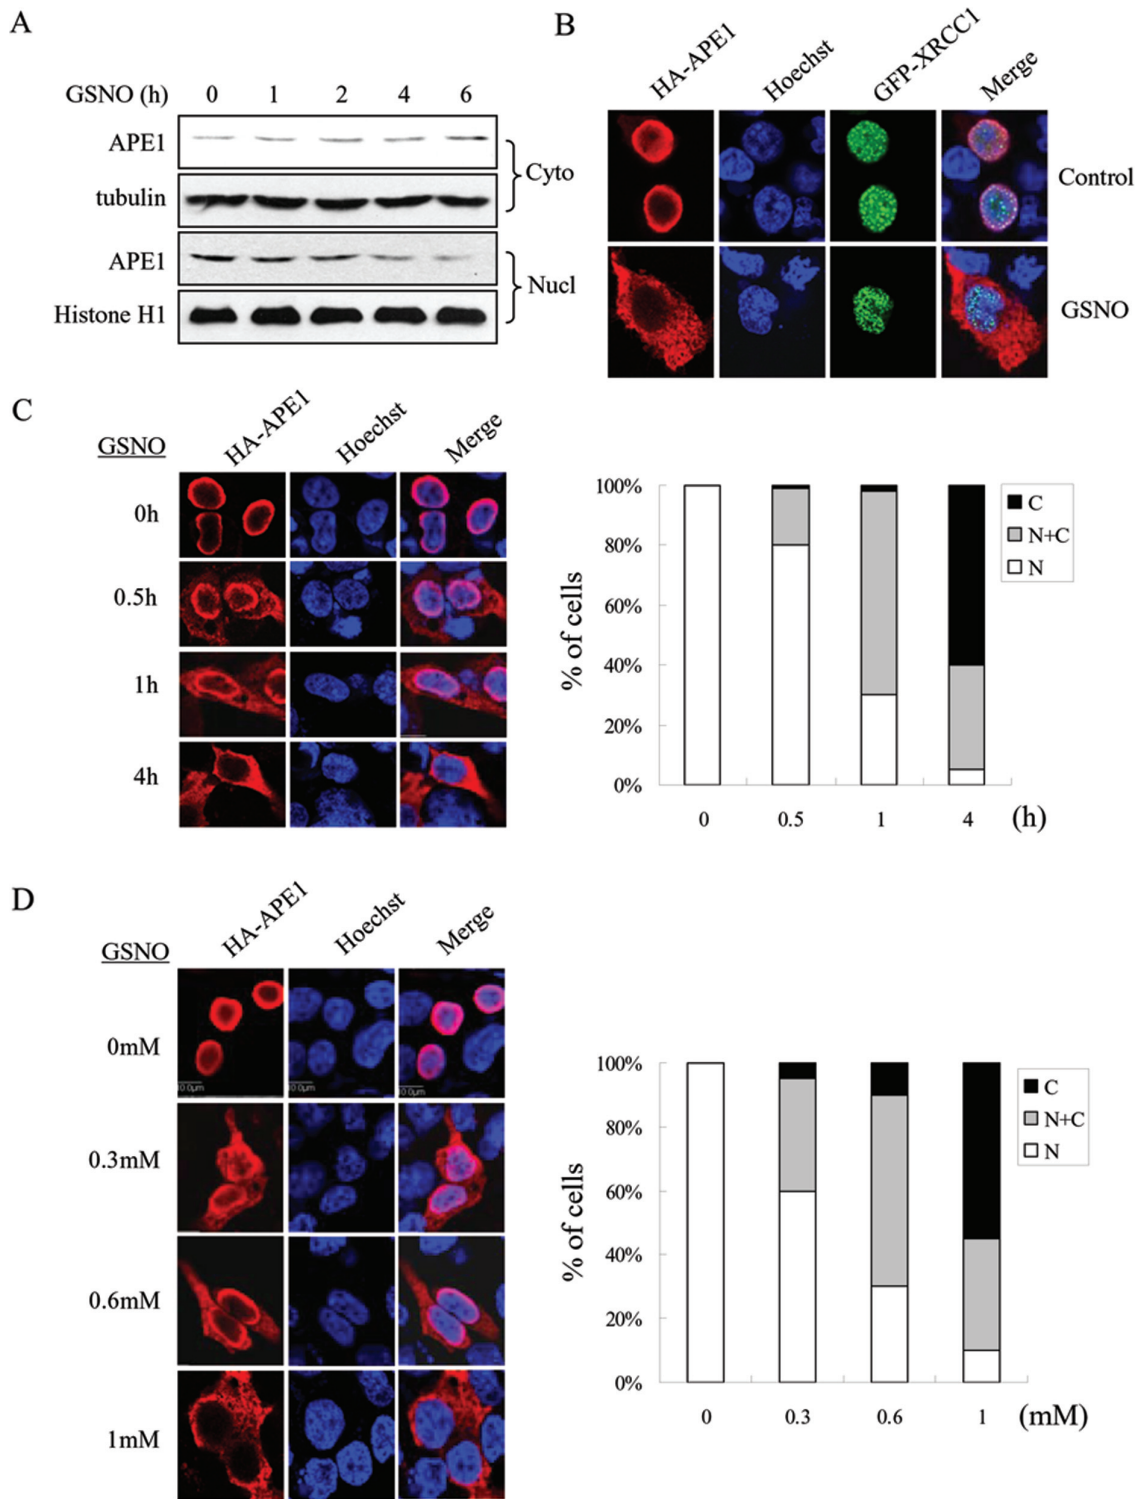 A
GSNO (h) 0 1 2 4 6
APE1
tubulin
Cyto
APE1
Histone H1
Nucl
B
HA-APE1 Hoechst GFP-XRCC1 Merge
Control
GSNO
C
GSNO HA-APE1 Hoechst Merge
0h
0.5h
1h
4h
100%
80%
60%
40%
20%
0%
% of cells
0 0.5 1 4 (h)
C
N+C
N
D
GSNO HA-APE1 Hoechst Merge
0mM
0.3mM
0.6mM
1mM
100%
80%
60%
40%
20%
0%
% of cells
0 0.3 0.6 1 (mM)
C
N+C
N